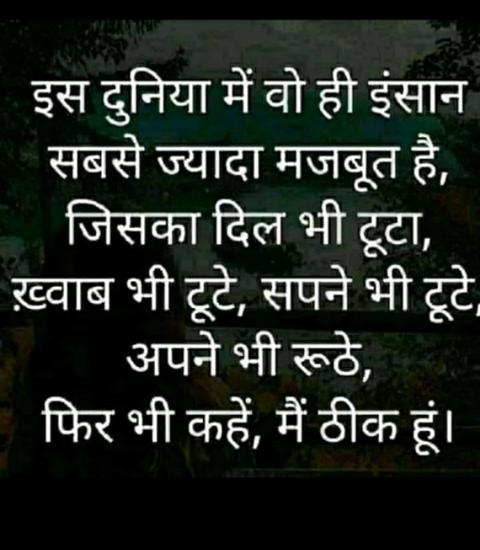 इस दुनिया में वो ही इंसान
सबसे ज्यादा मजबूत है,
जिसका दिल भी टूटा,
ख़्वाब भी टूटे, सपने भी टूटे,
अपने भी रूठे,
फिर भी कहें, मैं ठीक हूं।